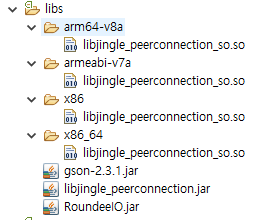 libs
arm64-v8a
libjingle_peerconnection_so.so
armeabi-v7a
libjingle_peerconnection_so.so
x86
libjingle_peerconnection_so.so
x86_64
libjingle_peerconnection_so.so
gson-2.3.1.jar
libjingle_peerconnection.jar
RoundeeIO.jar